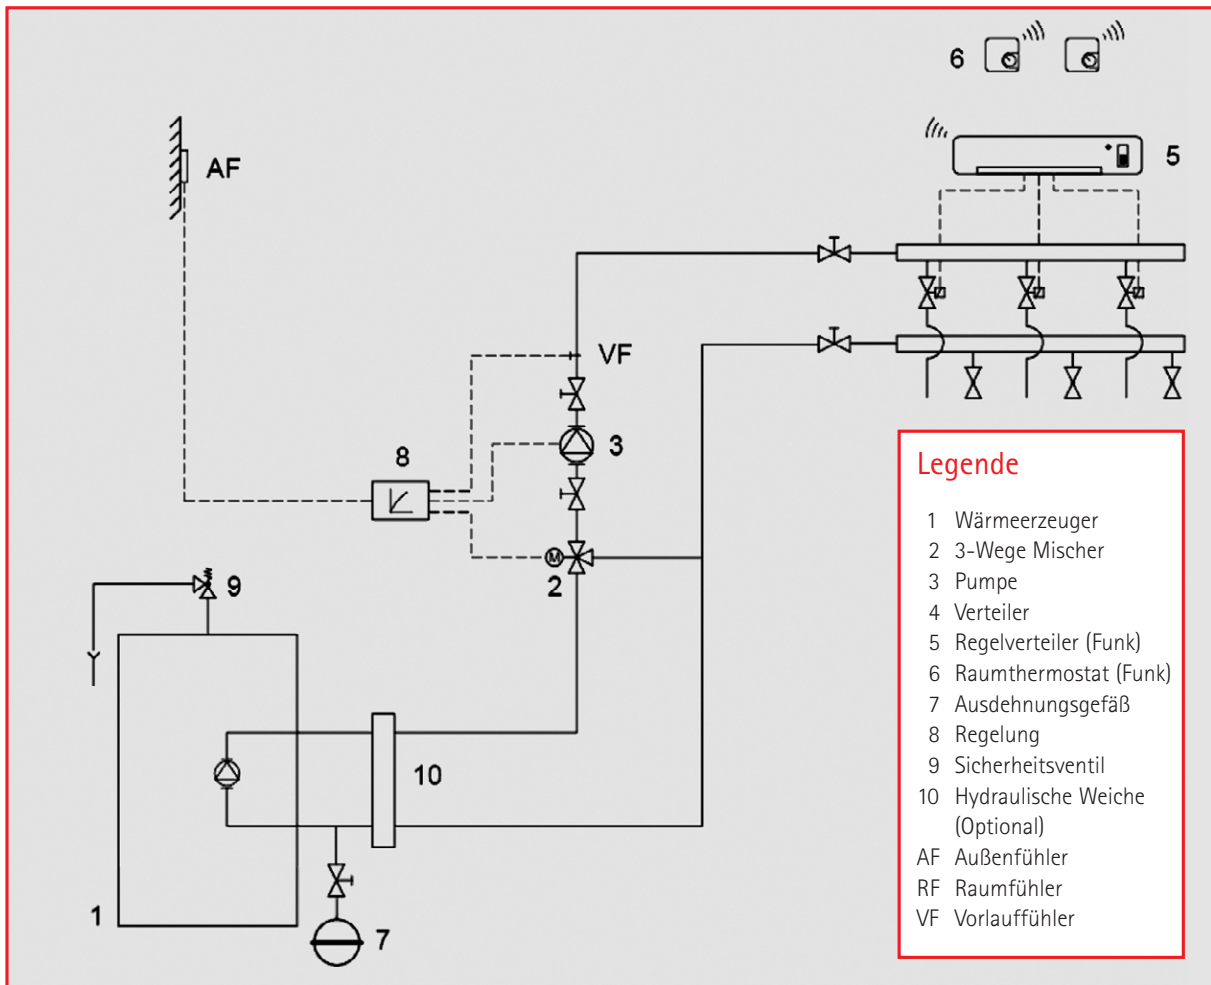 6
AF
5
VF
3
8
M
2
9
10
1
7
Legende
1 Wärmeerzeuger
2 3-Wege Mischer
3 Pumpe
4 Verteiler
5 Regelverteiler (Funk)
6 Raumthermostat (Funk)
7 Ausdehnungsgefäß
8 Regelung
9 Sicherheitsventil
10 Hydraulische Weiche
(Optional)
AF Außenfühler
RF Raumfühler
VF Vorlauffühler